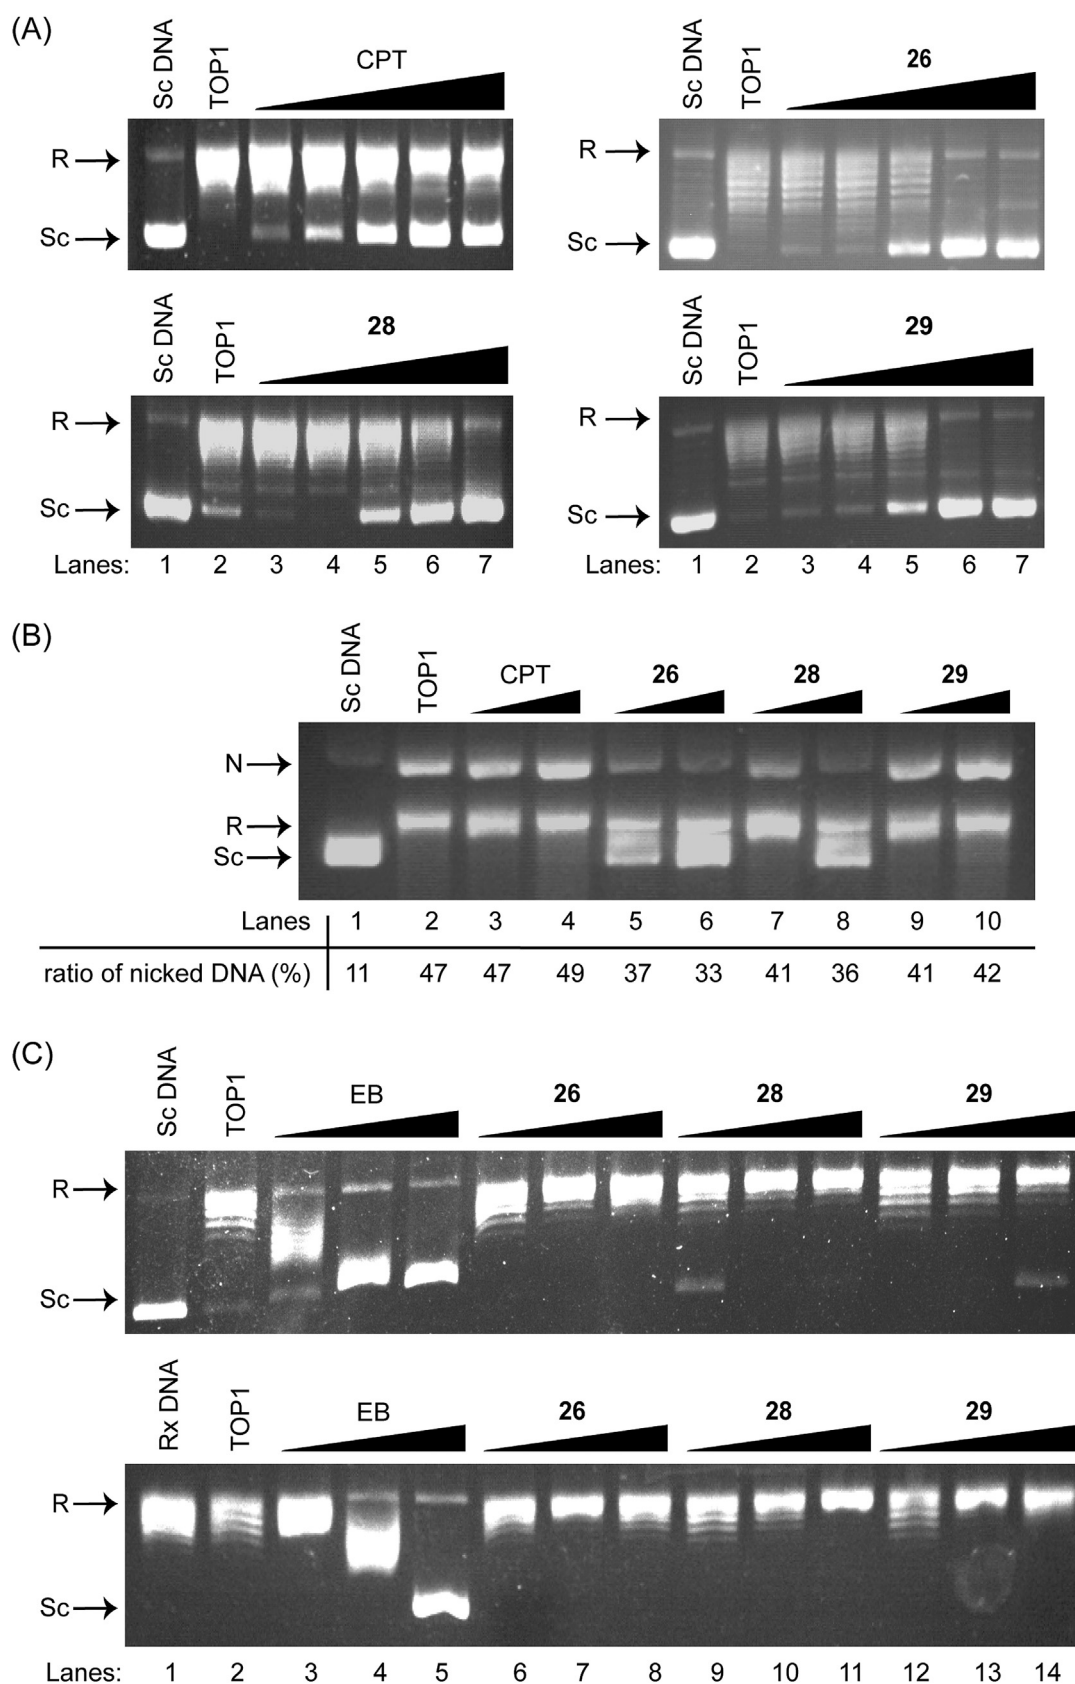 (A)
Sc DNA TOP1 CPT
R
Sc
Sc DNA TOP1 26
R
Sc
Sc DNA TOP1 28
R
Sc
Lanes: 1 2 3 4 5 6 7
Sc DNA TOP1 29
R
Sc
Lanes: 1 2 3 4 5 6 7
(B)
Sc DNA TOP1 CPT 26 28 29
N
R
Sc
Lanes 1 2 3 4 5 6 7 8 9 10
ratio of nicked DNA (%) 11 47 47 49 37 33 41 36 41 42
(C)
Sc DNA TOP1 EB 26 28 29
R
Sc
Rx DNA TOP1 EB 26 28 29
R
Sc
Lanes: 1 2 3 4 5 6 7 8 9 10 11 12 13 14